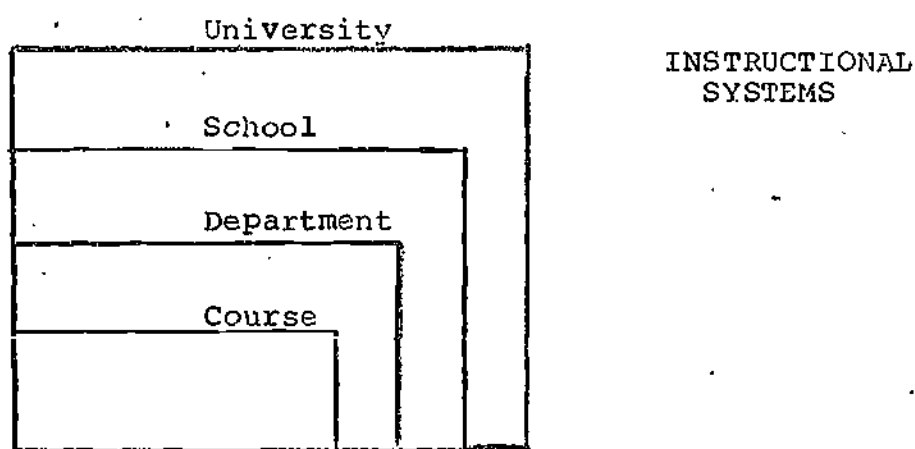 University
INSTRUCTIONAL
SYSTEMS
School
Department
Course